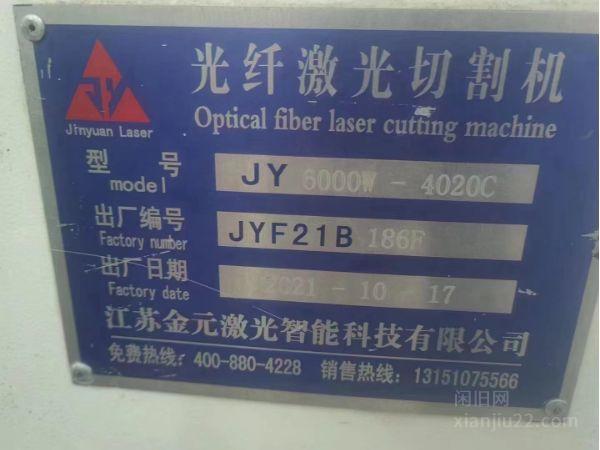 光纤激光切割机
Optical fiber laser cutting machine
Jinyuan Laser
型 号 JY 6000W - 4020C
model
出厂编号 JYF21B 186F
Factory number
出厂日期 2021 - 10 - 17
Factory date
江苏金元激光智能科技有限公司
免费热线: 400-880-4228 销售热线: 13151075566
闲旧网
xianjiu22.com